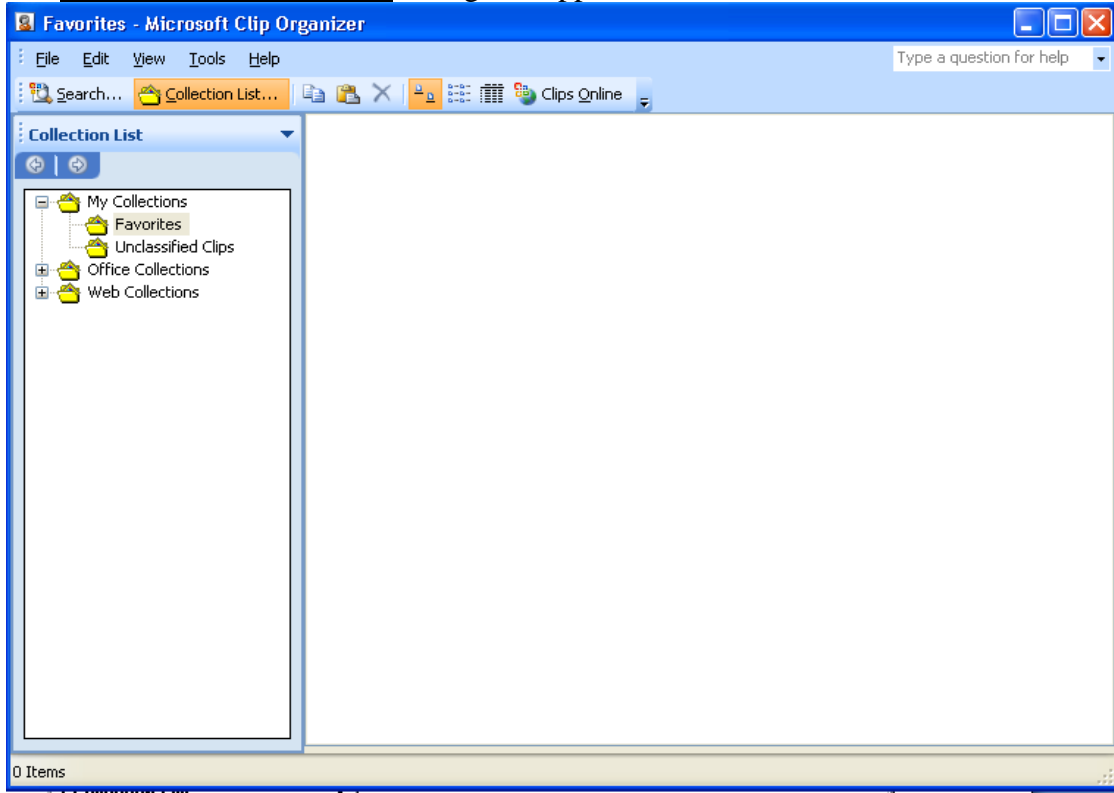 Favorites - Microsoft Clip Organizer
File Edit View Tools Help Type a question for help
Search... Collection List... Clips Online
Collection List
My Collections
Favorites
Unclassified Clips
Office Collections
Web Collections
0 Items